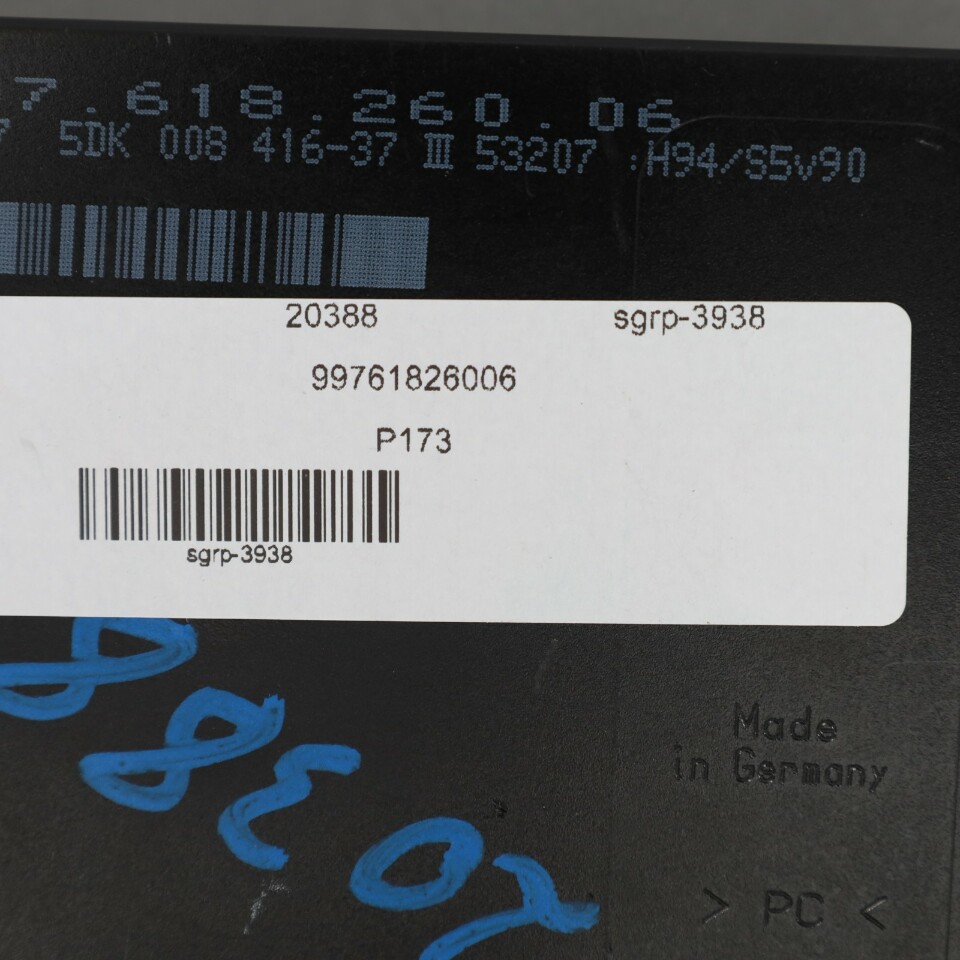 7.618.260.06
7 5DK 008 416-37 III 53207 :H94/S5v90
20388 sgrp-3938
99761826006
P173
sgrp-3938
20388
Made
in Germany
> PC <